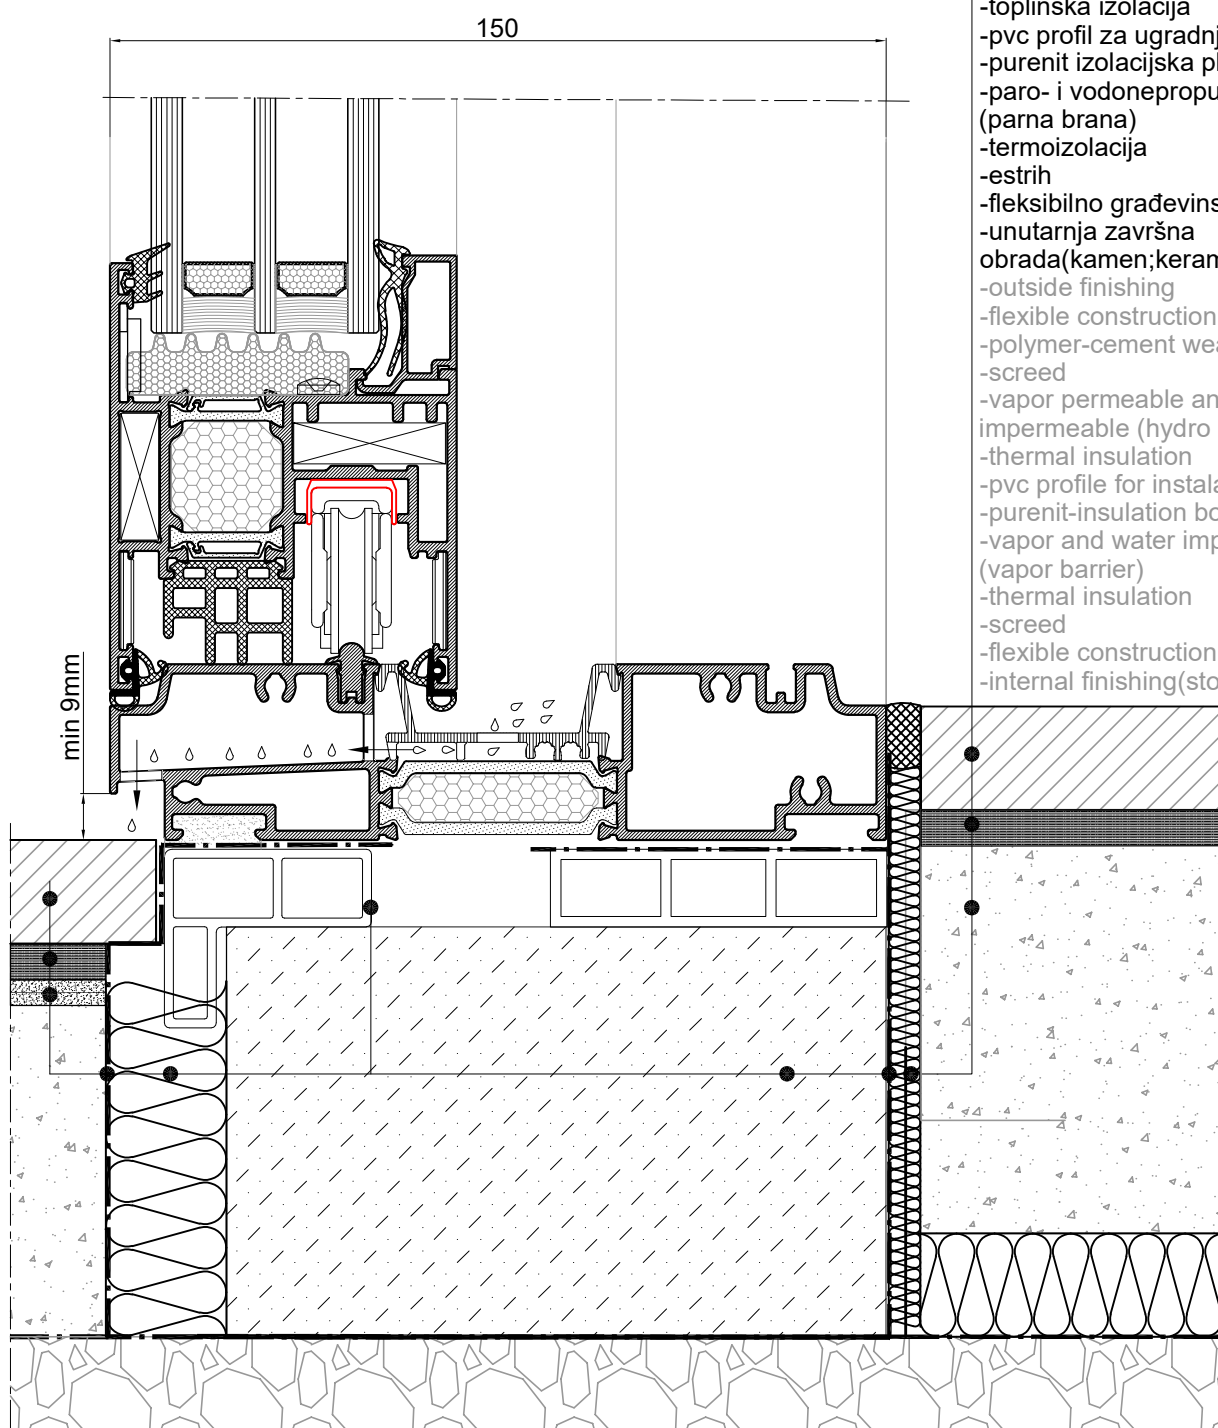 150
-toplinska izolacija
-pvc profil za ugradnj
-purenit izolacijska pl
-paro- i vodonepropu
(parna brana)
-termoizolacija
-estrih
-fleksibilno građevins
-unutarnja završna
obrada(kamen;keram
-outside finishing
-flexible construction
-polymer-cement wea
-screed
-vapor permeable an
impermeable (hydro
-thermal insulation
-pvc profile for instala
-purenit-insulation bo
-vapor and water imp
(vapor barrier)
-thermal insulation
-screed
-flexible construction
-internal finishing(sto
min 9mm